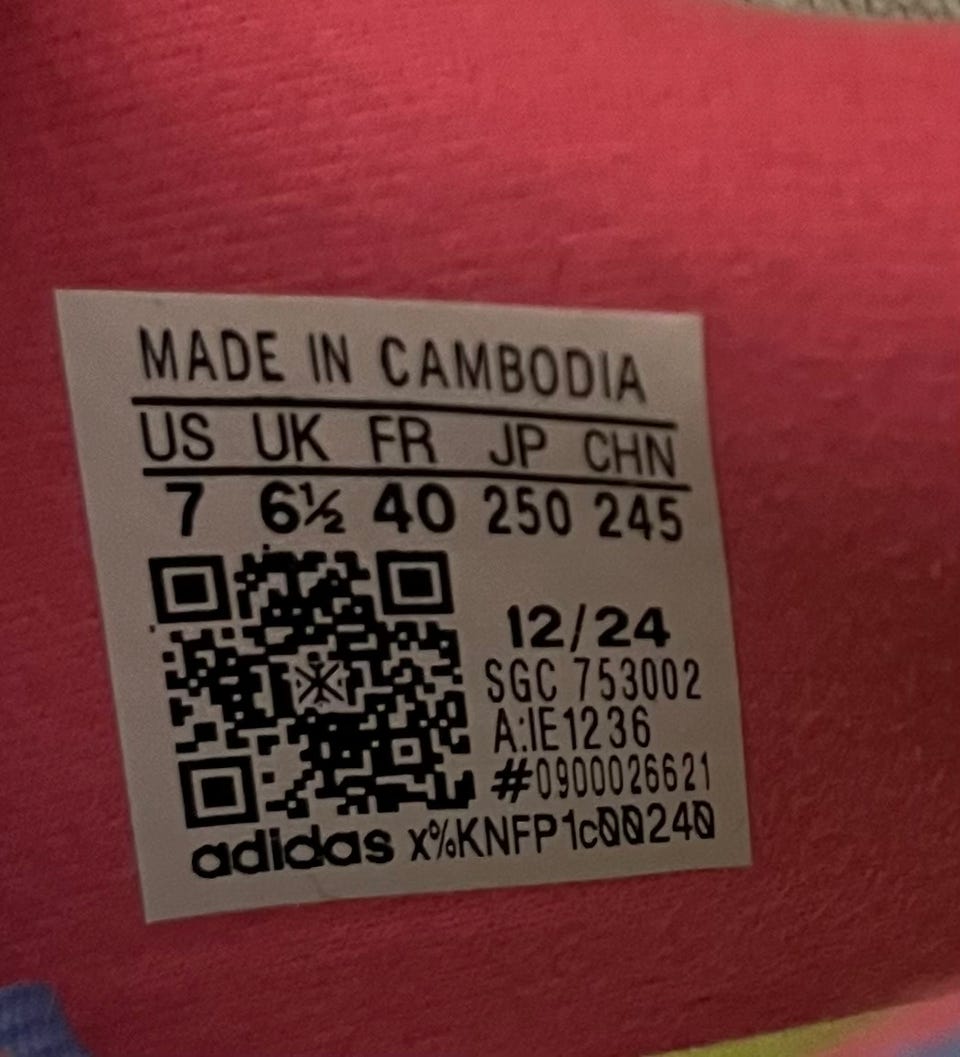 MADE IN CAMBODIA
US UK FR JP CHN
7 6½ 40 250 245
12/24
SGC 753002
A:IE1236
#0900026621
adidas x%KNFP1c00240